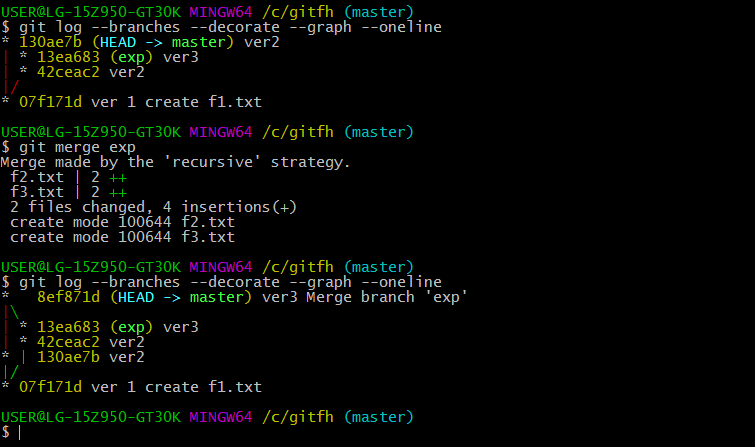 USER@LG-15Z950-GT30K MINGW64 /c/gitfh (master)
$ git log --branches --decorate --graph --oneline
* 130ae7b (HEAD -> master) ver2
| * 13ea683 (exp) ver3
| * 42ceac2 ver2
|/
* 07f171d ver 1 create f1.txt
USER@LG-15Z950-GT30K MINGW64 /c/gitfh (master)
$ git merge exp
Merge made by the 'recursive' strategy.
 f2.txt | 2 ++
 f3.txt | 2 ++
 2 files changed, 4 insertions(+)
 create mode 100644 f2.txt
 create mode 100644 f3.txt
USER@LG-15Z950-GT30K MINGW64 /c/gitfh (master)
$ git log --branches --decorate --graph --oneline
*   8ef871d (HEAD -> master) ver3 Merge branch 'exp'
|\
| * 13ea683 (exp) ver3
| * 42ceac2 ver2
* | 130ae7b ver2
|/
* 07f171d ver 1 create f1.txt
USER@LG-15Z950-GT30K MINGW64 /c/gitfh (master)
$